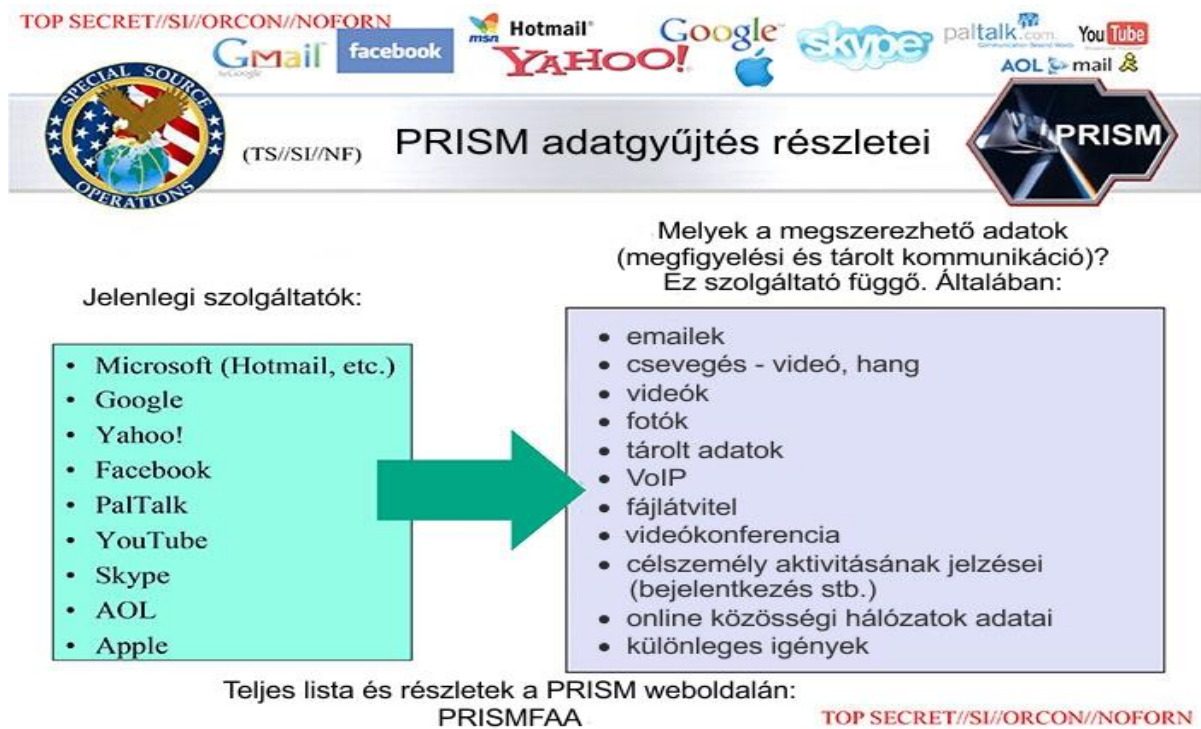 TOP SECRET//SI//ORCON//NOFORN
Gmail
by Google
facebook
msn Hotmail
YAHOO!
Google
skype
paltalk.com
YouTube
AOL mail
SPECIAL SOURCE OPERATIONS
(TS//SI//NF)
PRISM adatgyűjtés részletei
PRISM
Jelenlegi szolgáltatók:
• Microsoft (Hotmail, etc.)
• Google
• Yahoo!
• Facebook
• PalTalk
• YouTube
• Skype
• AOL
• Apple
Melyek a megszerezhető adatok
(megfigyelési és tárolt kommunikáció)?
Ez szolgáltató függő. Általában:
• emailek
• csevegés - videó, hang
• videók
• fotók
• tárolt adatok
• VoIP
• fájlátvitel
• videókonferencia
• célszemély aktivitásának jelzései
(bejelentkezés stb.)
• online közösségi hálózatok adatai
• különleges igények
Teljes lista és részletek a PRISM weboldalán:
PRISMFAA
TOP SECRET//SI//ORCON//NOFORN